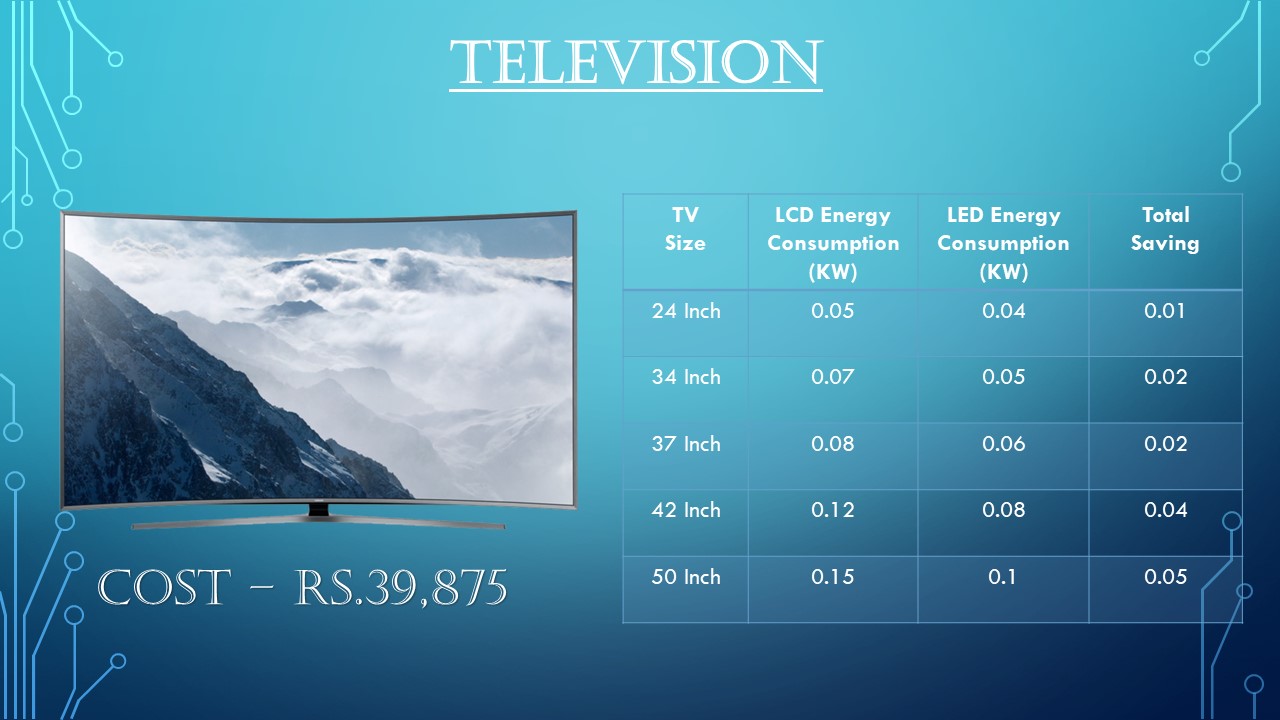 TELEVISION
TV Size | LCD Energy Consumption (KW) | LED Energy Consumption (KW) | Total Saving
24 Inch | 0.05 | 0.04 | 0.01
34 Inch | 0.07 | 0.05 | 0.02
37 Inch | 0.08 | 0.06 | 0.02
42 Inch | 0.12 | 0.08 | 0.04
50 Inch | 0.15 | 0.1 | 0.05
COST – RS.39,875